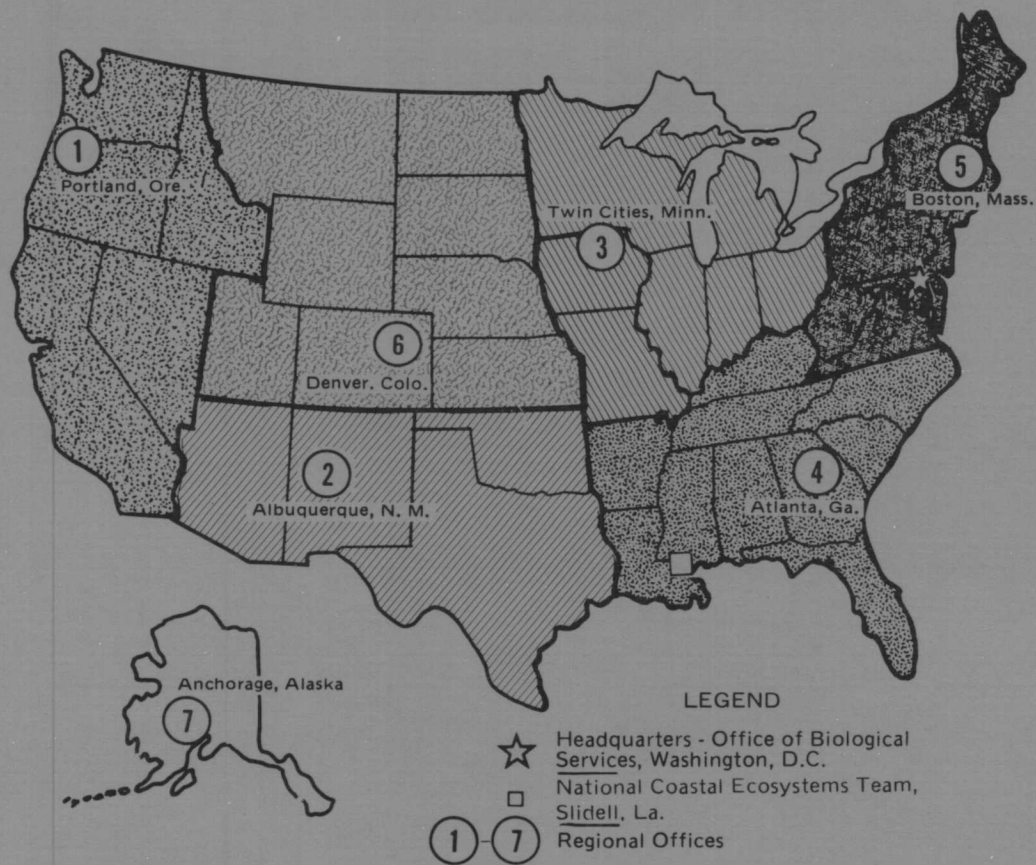 1
Portland, Ore.
5
Boston, Mass.
Twin Cities, Minn.
3
6
Denver. Colo.
2
Albuquerque, N. M.
4
Atlanta, Ga.
Anchorage, Alaska
7
LEGEND
Headquarters - Office of Biological
Services, Washington, D.C.
National Coastal Ecosystems Team,
Slidell, La.
1-7 Regional Offices